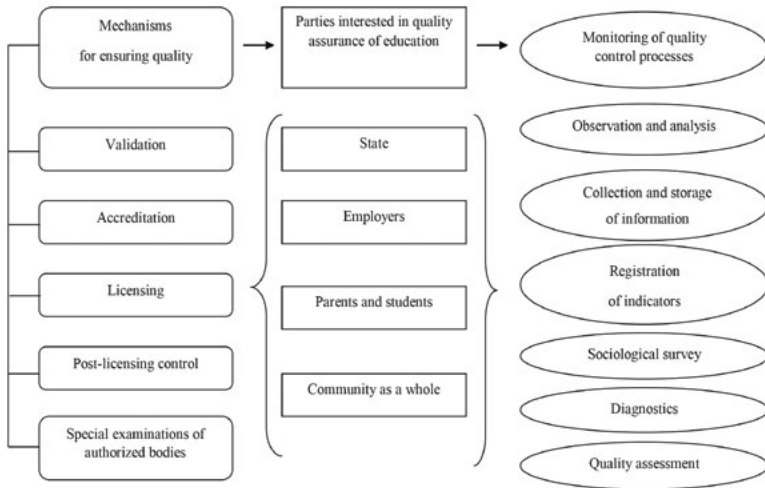 Mechanisms
for ensuring quality
Parties interested in quality
assurance of education
Monitoring of quality
control processes
Validation
Accreditation
Licensing
Post-licensing control
Special examinations of
authorized bodies
State
Employers
Parents and students
Community as a whole
Observation and analysis
Collection and storage
of information
Registration
of indicators
Sociological survey
Diagnostics
Quality assessment